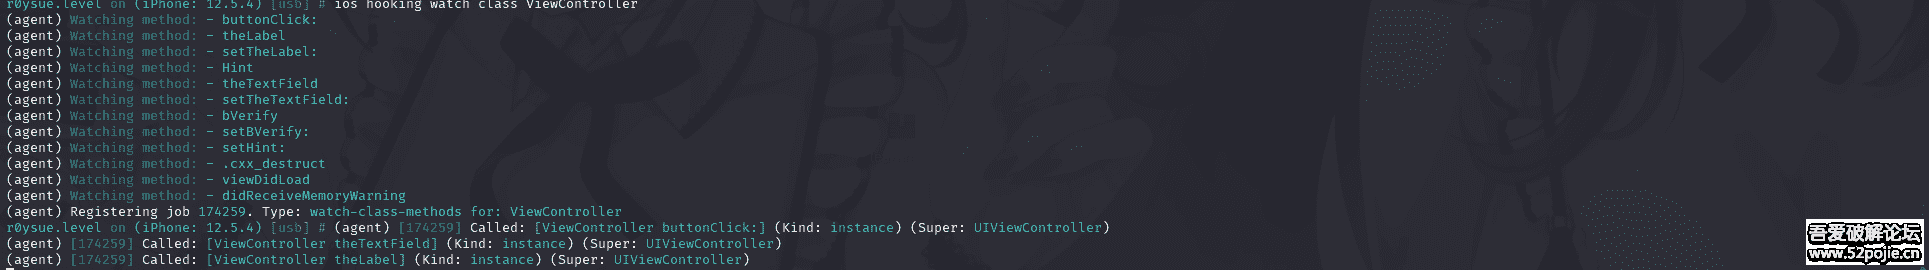 r0ysue.level on (iPhone: 12.5.4) [usb] # ios hooking watch class ViewController
(agent) Watching method: - buttonClick:
(agent) Watching method: - theLabel
(agent) Watching method: - setTheLabel:
(agent) Watching method: - Hint
(agent) Watching method: - theTextField
(agent) Watching method: - setTheTextField:
(agent) Watching method: - bVerify
(agent) Watching method: - setBVerify:
(agent) Watching method: - setHint:
(agent) Watching method: - .cxx_destruct
(agent) Watching method: - viewDidLoad
(agent) Watching method: - didReceiveMemoryWarning
(agent) Registering job 174259. Type: watch-class-methods for: ViewController
r0ysue.level on (iPhone: 12.5.4) [usb] # (agent) [174259] Called: [ViewController buttonClick:] (Kind: instance) (Super: UIViewController)
(agent) [174259] Called: [ViewController theTextField] (Kind: instance) (Super: UIViewController)
(agent) [174259] Called: [ViewController theLabel] (Kind: instance) (Super: UIViewController)
吾爱破解论坛
www.52pojie.cn